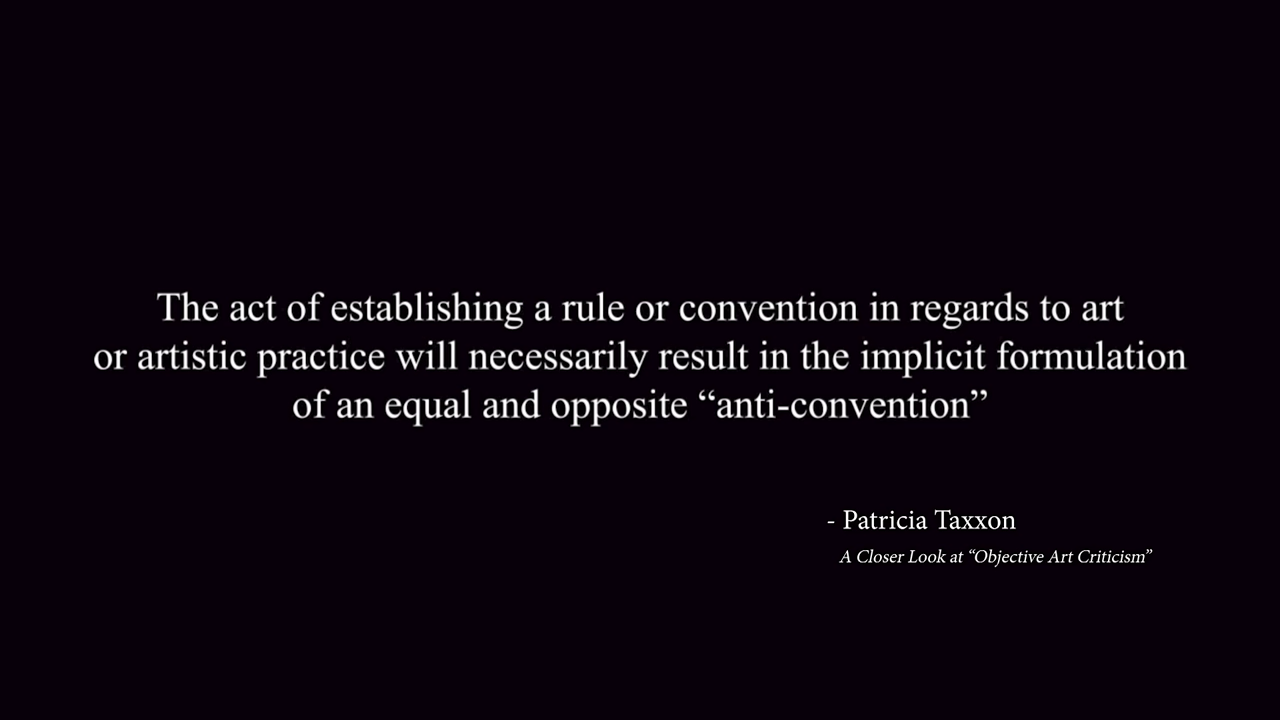 The act of establishing a rule or convention in regards to art
or artistic practice will necessarily result in the implicit formulation
of an equal and opposite “anti-convention”
- Patricia Taxxon
A Closer Look at “Objective Art Criticism”